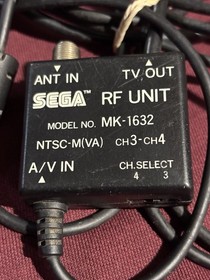 ANT IN TV OUT
SEGA™ RF UNIT
MODEL NO. MK-1632
NTSC-M(VA) CH3-CH4
A/V IN CH.SELECT
4 3